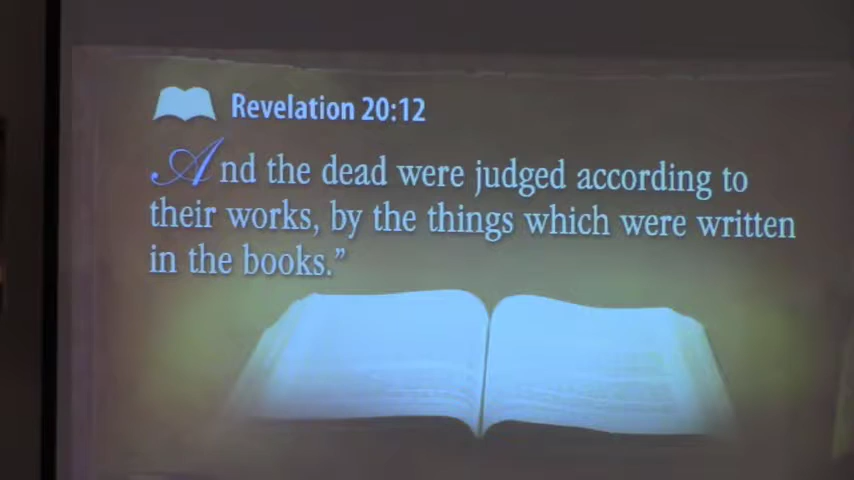 Revelation 20:12
And the dead were judged according to
their works, by the things which were written
in the books.”